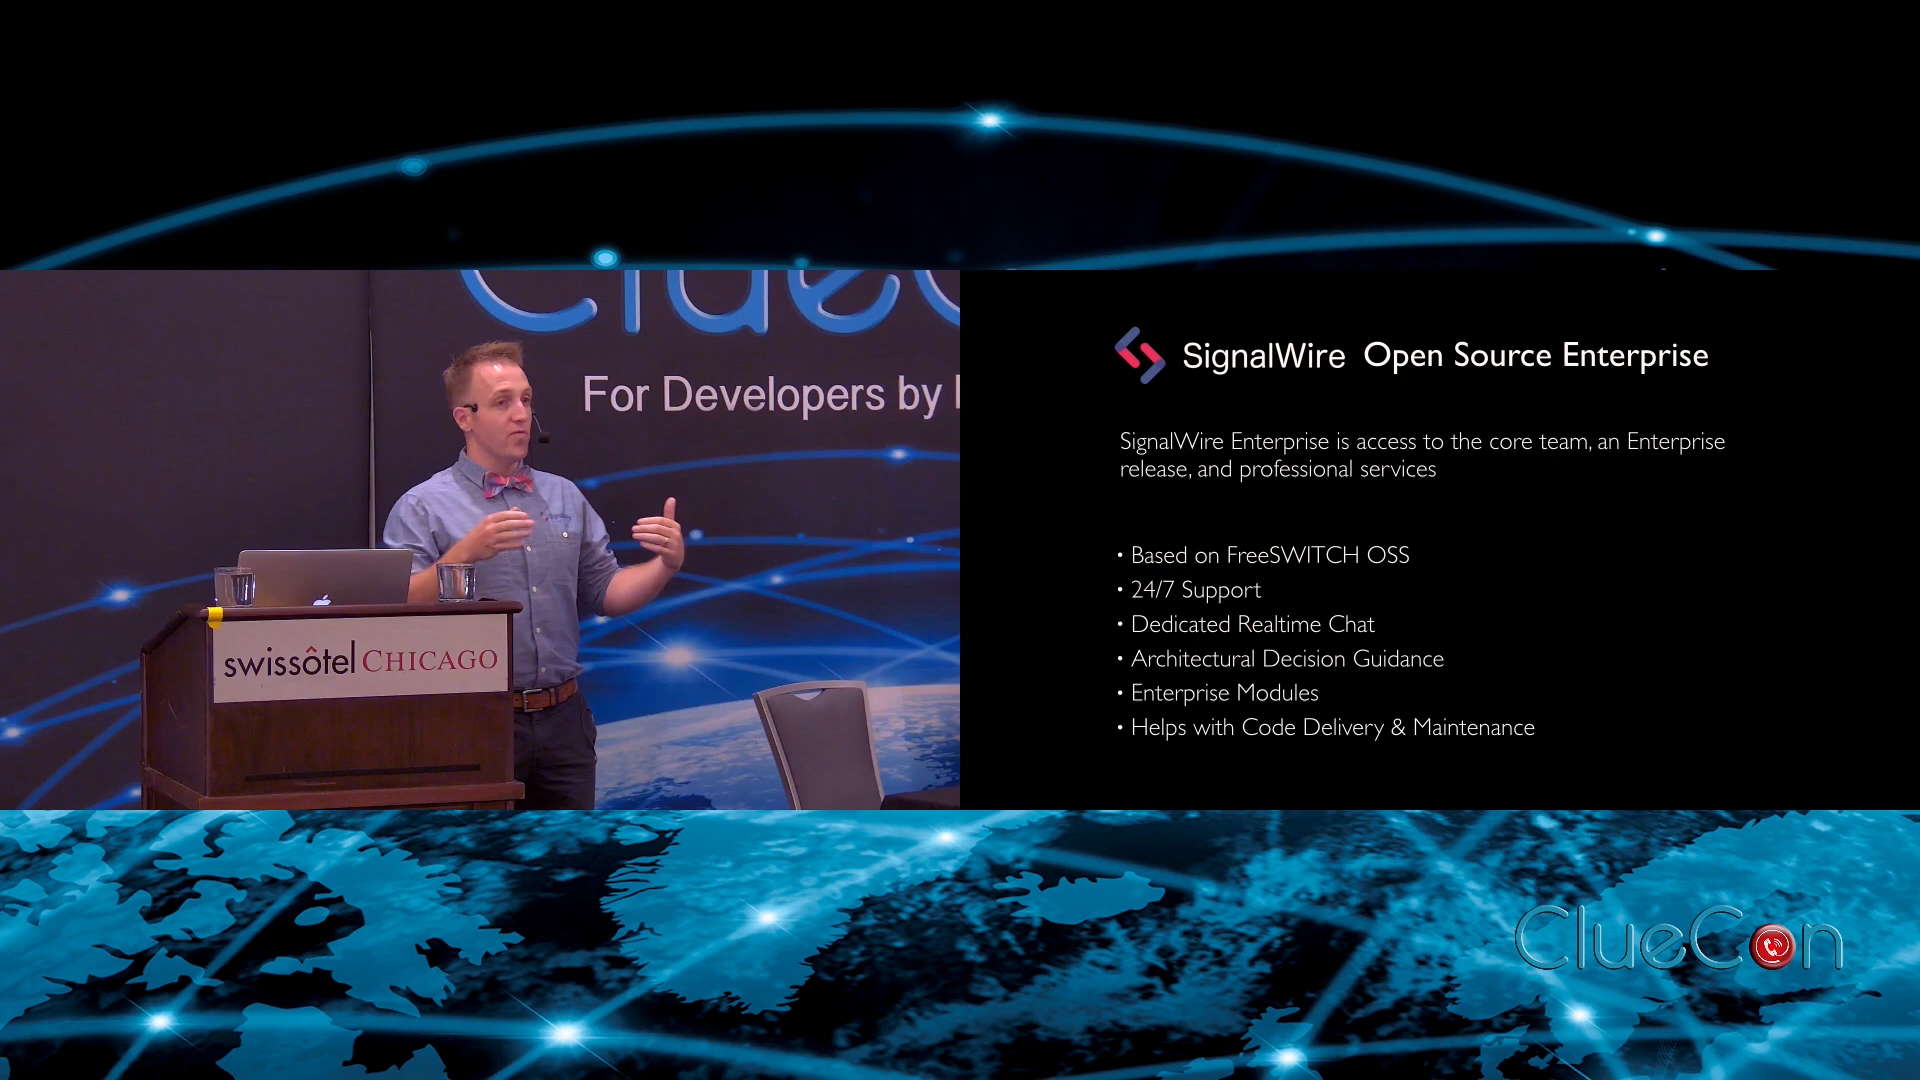 ClueC
For Developers by
swissôtel CHICAGO
SignalWire Open Source Enterprise
SignalWire Enterprise is access to the core team, an Enterprise
release, and professional services
• Based on FreeSWITCH OSS
• 24/7 Support
• Dedicated Realtime Chat
• Architectural Decision Guidance
• Enterprise Modules
• Helps with Code Delivery & Maintenance
ClueCon